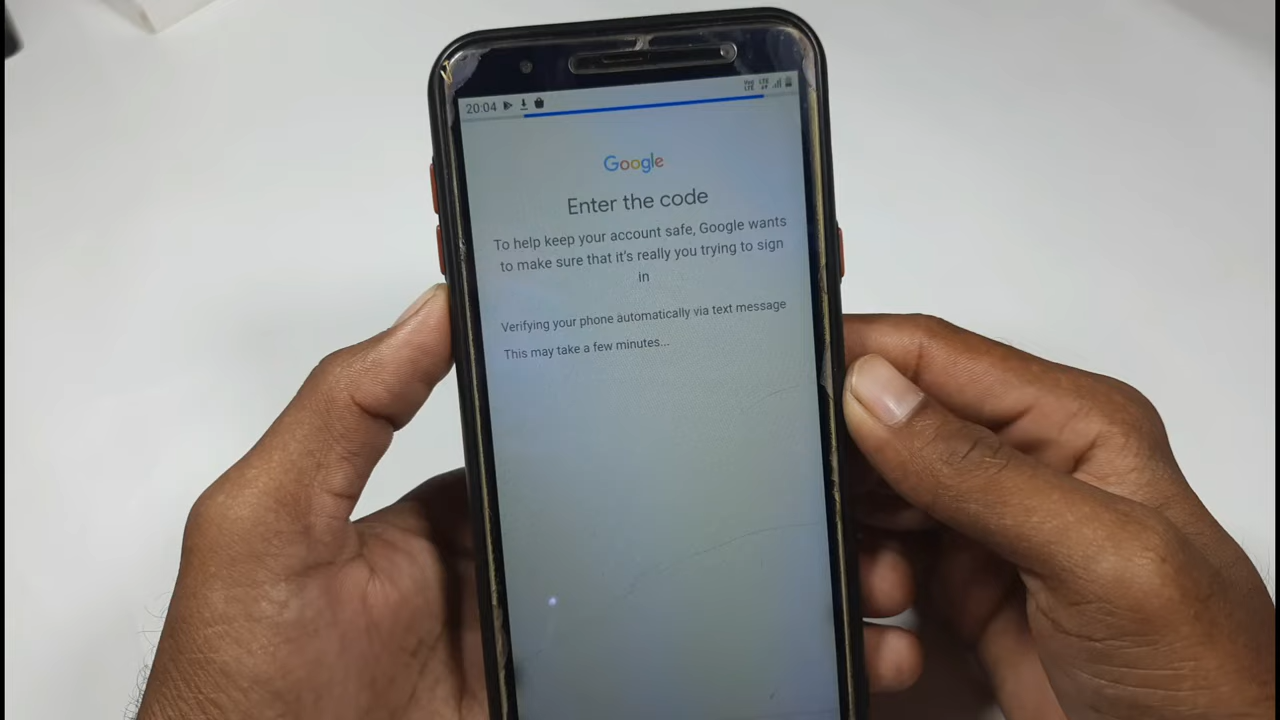 20:04
Google
Enter the code
To help keep your account safe, Google wants
to make sure that it's really you trying to sign
in
Verifying your phone automatically via text message
This may take a few minutes...